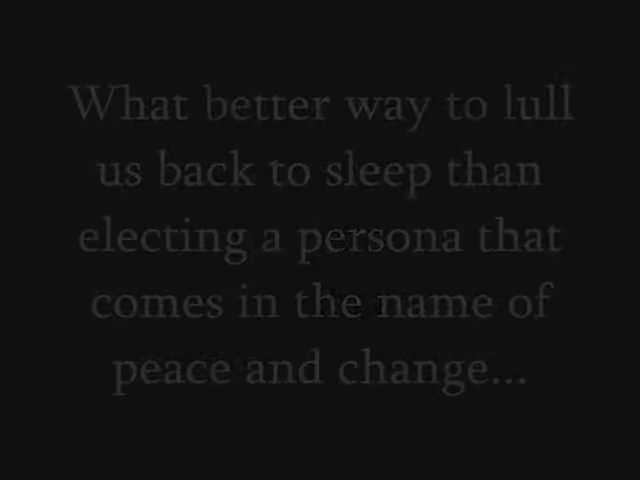 What better way to lull
us back to sleep than
electing a persona that
comes in the name of
peace and change...